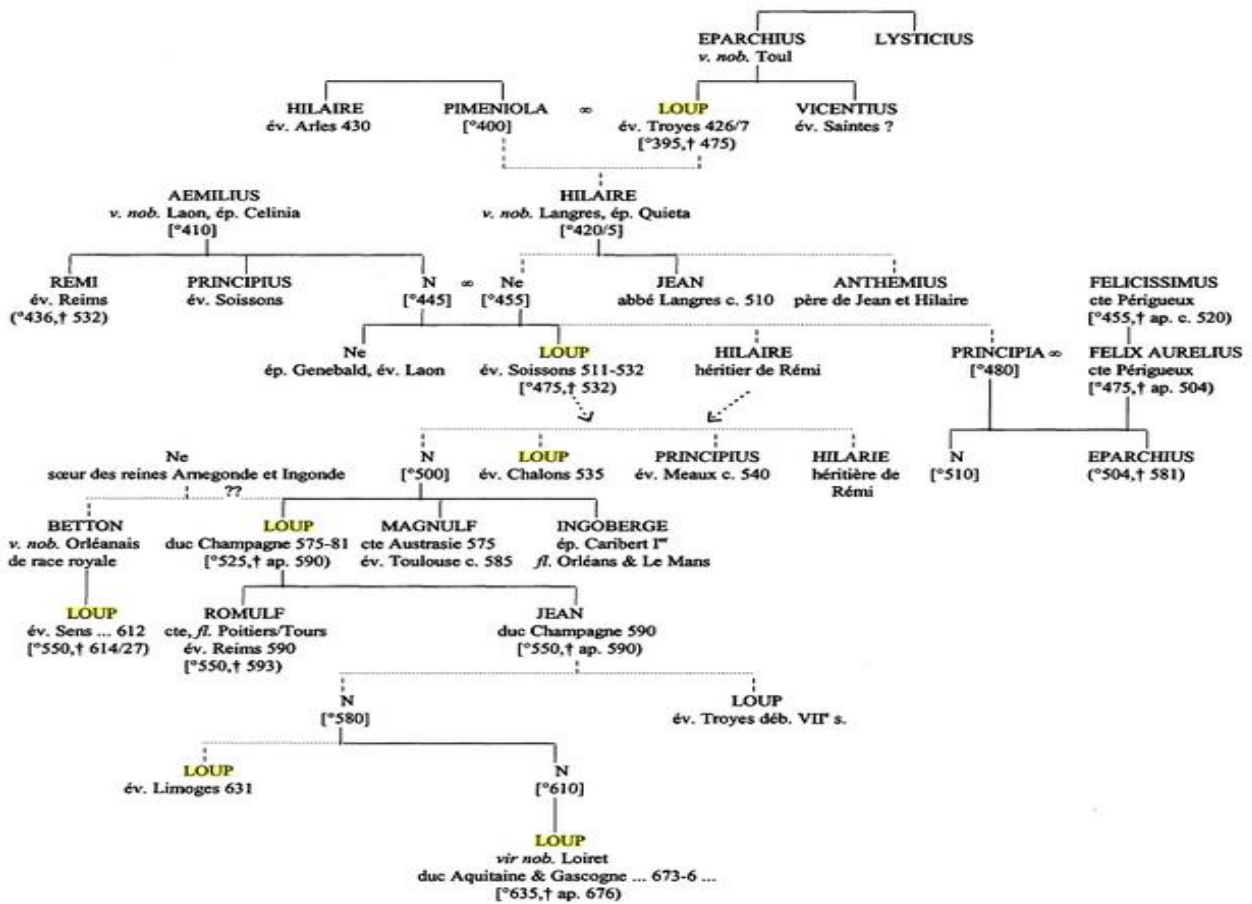 EPARCHIUS LYSTICIUS
v. nob. Toul
HILAIRE PIMENIOLA ∞ LOUP VICENTIUS
év. Arles 430 [°400] év. Troyes 426/7 év. Saintes ?
[°395,† 475)
AEMILIUS HILAIRE
v. nob. Laon, ép. Celinia v. nob. Langres, ép. Quieta
[°410] [°420/5]
REMI PRINCIPIUS N ∞ Ne JEAN ANTHEMIUS FELICISSIMUS
év. Reims év. Soissons [°445] [°455] abbé Langres c. 510 père de Jean et Hilaire cte Périgueux
(°436,† 532) [°455,† ap. c. 520)
Ne LOUP HILAIRE PRINCIPIA ∞ FELIX AURELIUS
ép. Genebald, év. Laon év. Soissons 511-532 héritier de Rémi [°480] cte Périgueux
[°475,† 532) [°475,† ap. 504)
Ne N LOUP PRINCIPIUS HILARIE N EPARCHIUS
sœur des reines Arnegonde et Ingonde [°500] év. Chalons 535 év. Meaux c. 540 héritière de [°510] (°504,† 581)
?? Rémi
BETTON LOUP MAGNULF INGOBERGE
v. nob. Orléanais duc Champagne 575-81 cte Austrasie 575 ép. Caribert Iᵉʳ
de race royale [°525,† ap. 590) év. Toulouse c. 585 fl. Orléans & Le Mans
LOUP ROMULF JEAN
év. Sens ... 612 cte, fl. Poitiers/Tours duc Champagne 590
[°550,† 614/27) év. Reims 590 [°550,† ap. 590)
[°550,† 593)
N LOUP
[°580] év. Troyes déb. VIIᵉ s.
LOUP N
év. Limoges 631 [°610]
LOUP
vir nob. Loiret
duc Aquitaine & Gascogne ... 673-6 ...
[°635,† ap. 676)